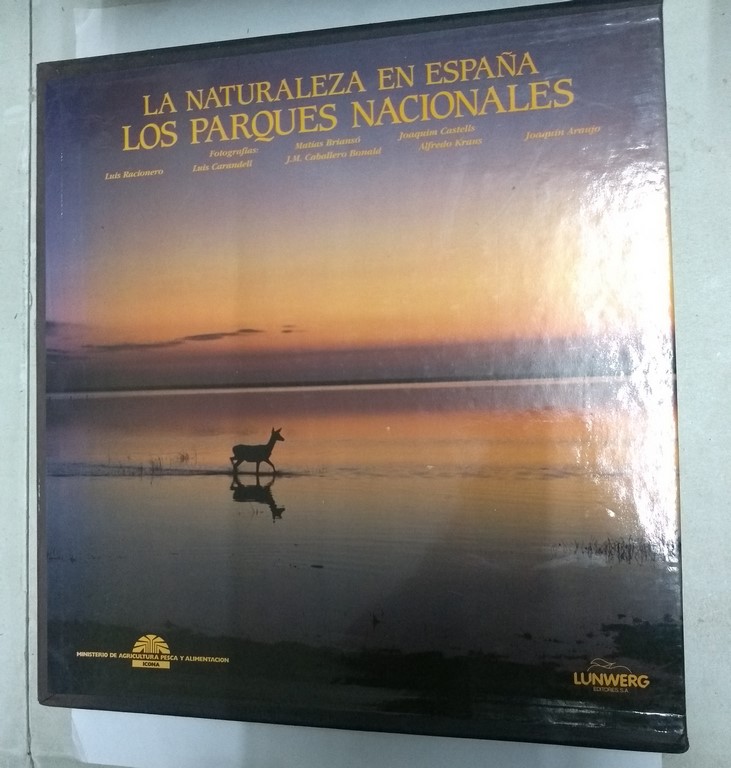 LA NATURALEZA EN ESPAÑA
LOS PARQUES NACIONALES
Fotografías: Matías Briansó Joaquim Castells Joaquín Araujo
Luis Racionero Luis Carandell J.M. Caballero Bonald Alfredo Kraus
MINISTERIO DE AGRICULTURA PESCA Y ALIMENTACION
ICONA
LUNWERG
EDITORES, S.A.